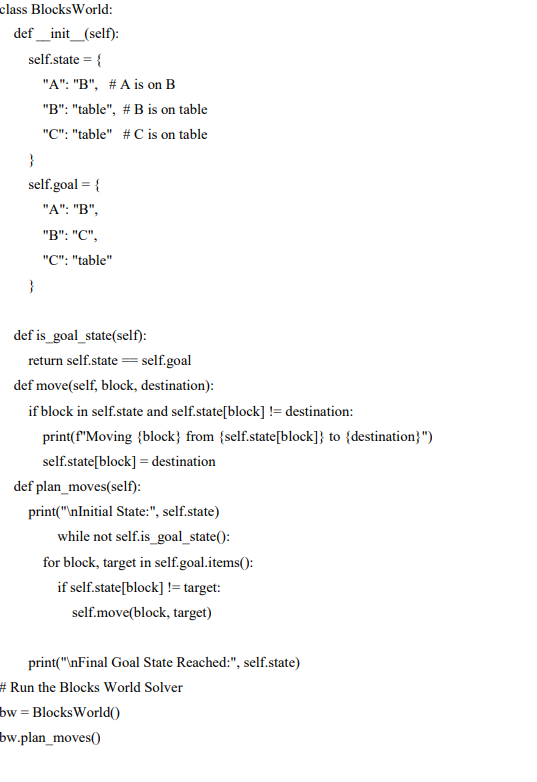 class BlocksWorld:
def __init__(self):
self.state = {
"A": "B", # A is on B
"B": "table", # B is on table
"C": "table" # C is on table
}
self.goal = {
"A": "B",
"B": "C",
"C": "table"
}
def is_goal_state(self):
return self.state == self.goal
def move(self, block, destination):
if block in self.state and self.state[block] != destination:
print(f"Moving {block} from {self.state[block]} to {destination}")
self.state[block] = destination
def plan_moves(self):
print("\nInitial State:", self.state)
while not self.is_goal_state():
for block, target in self.goal.items():
if self.state[block] != target:
self.move(block, target)
print("\nFinal Goal State Reached:", self.state)
# Run the Blocks World Solver
bw = BlocksWorld()
bw.plan_moves()